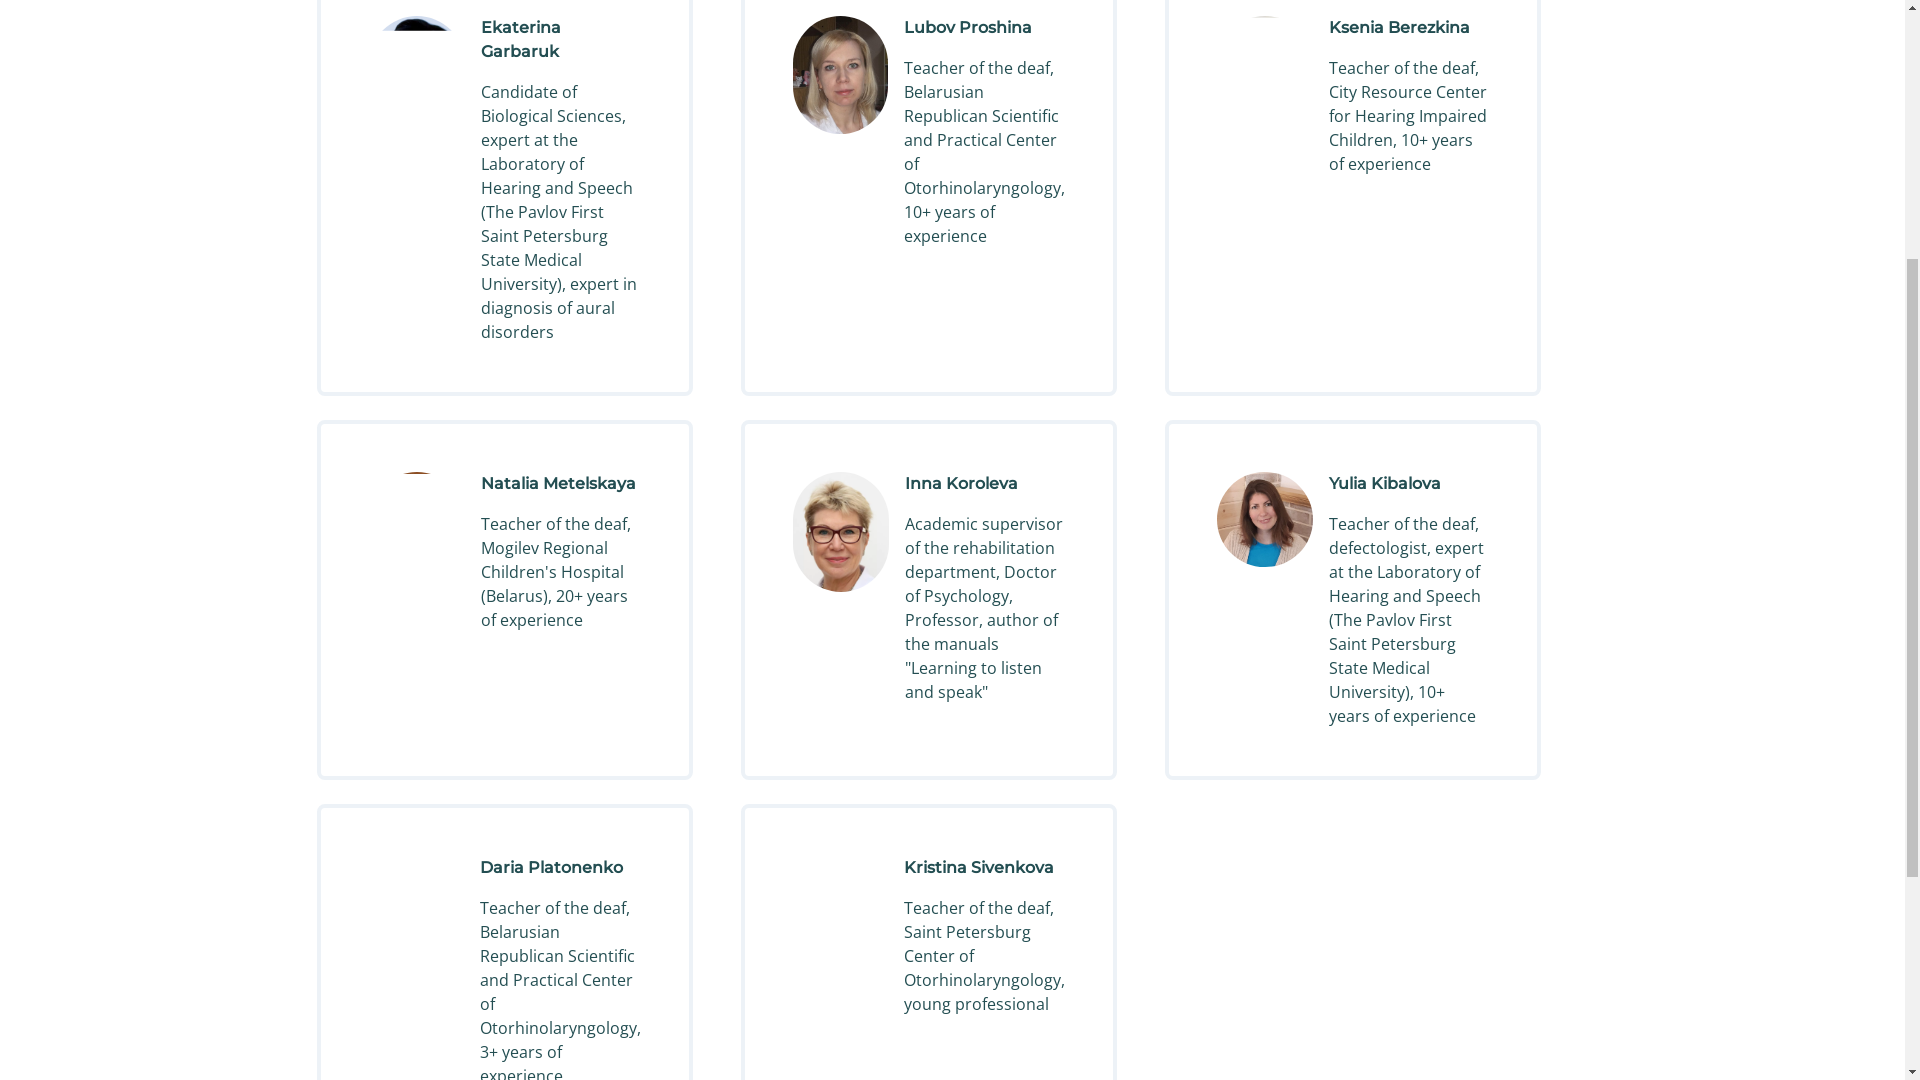 Ekaterina
Garbaruk
Candidate of
Biological Sciences,
expert at the
Laboratory of
Hearing and Speech
(The Pavlov First
Saint Petersburg
State Medical
University), expert in
diagnosis of aural
disorders
Lubov Proshina
Teacher of the deaf,
Belarusian
Republican Scientific
and Practical Center
of
Otorhinolaryngology,
10+ years of
experience
Ksenia Berezkina
Teacher of the deaf,
City Resource Center
for Hearing Impaired
Children, 10+ years
of experience
Natalia Metelskaya
Teacher of the deaf,
Mogilev Regional
Children's Hospital
(Belarus), 20+ years
of experience
Inna Koroleva
Academic supervisor
of the rehabilitation
department, Doctor
of Psychology,
Professor, author of
the manuals
"Learning to listen
and speak"
Yulia Kibalova
Teacher of the deaf,
defectologist, expert
at the Laboratory of
Hearing and Speech
(The Pavlov First
Saint Petersburg
State Medical
University), 10+
years of experience
Daria Platonenko
Teacher of the deaf,
Belarusian
Republican Scientific
and Practical Center
of
Otorhinolaryngology,
3+ years of
experience
Kristina Sivenkova
Teacher of the deaf,
Saint Petersburg
Center of
Otorhinolaryngology,
young professional